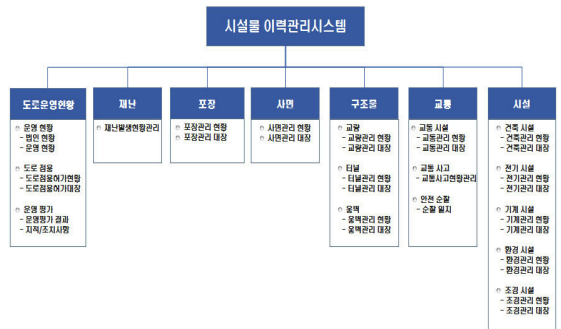 시설물 이력관리시스템
도로운영현황
○ 운영 현황
- 법인 현황
- 운영 현황
○ 도로 점용
- 도로점용허가현황
- 도로점용허가대장
○ 운영 평가
- 운영평가 결과
- 지적/조치사항
재난
○ 재난발생현황관리
포장
○ 포장관리 현황
○ 포장관리 대장
사면
○ 사면관리 현황
○ 사면관리 대장
구조물
○ 교량
- 교량관리 현황
- 교량관리 대장
○ 터널
- 터널관리 현황
- 터널관리 대장
○ 옹벽
- 옹벽관리 현황
- 옹벽관리 대장
교통
○ 교통 시설
- 교통관리 현황
- 교통관리 대장
○ 교통 사고
- 교통사고현황관리
○ 안전 순찰
- 순찰 일지
시설
○ 건축 시설
- 건축관리 현황
- 건축관리 대장
○ 전기 시설
- 전기관리 현황
- 전기관리 대장
○ 기계 시설
- 기계관리 현황
- 기계관리 대장
○ 환경 시설
- 환경관리 현황
- 환경관리 대장
○ 조경 시설
- 조경관리 현황
- 조경관리 대장